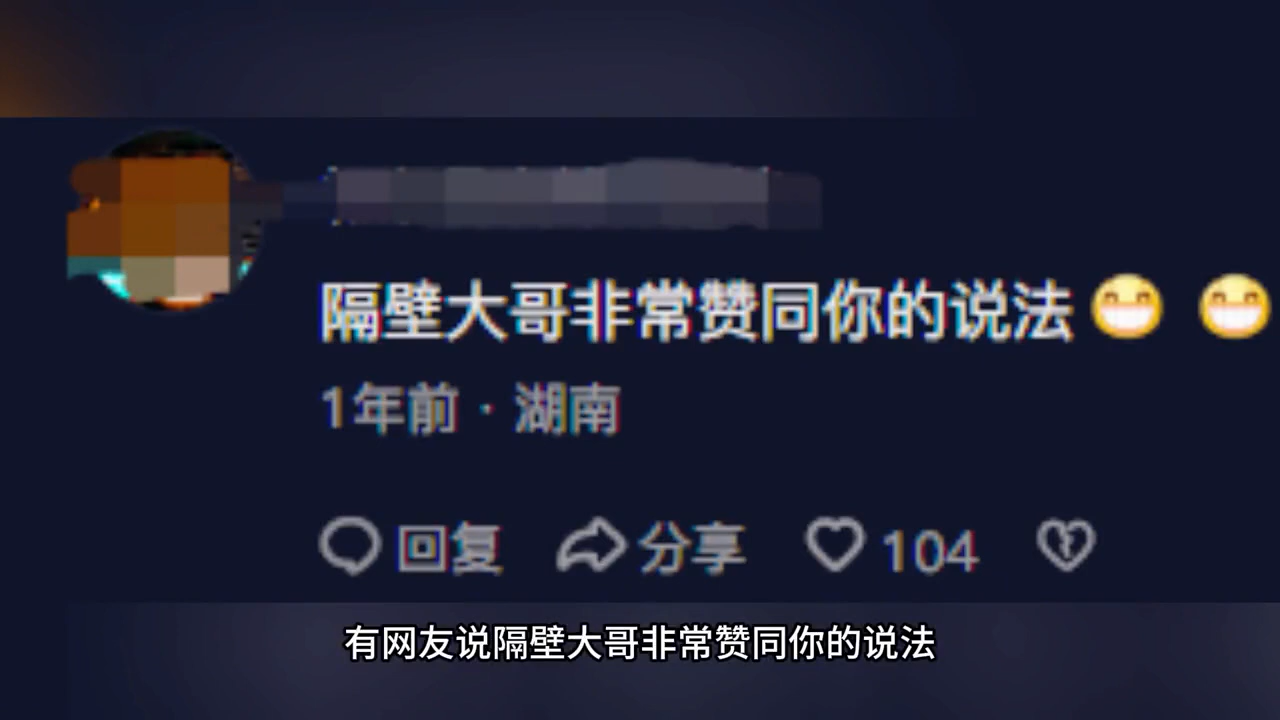 隔壁大哥非常赞同你的说法😁 😁
1年前 · 湖南
回复 分享 104
有网友说隔壁大哥非常赞同你的说法